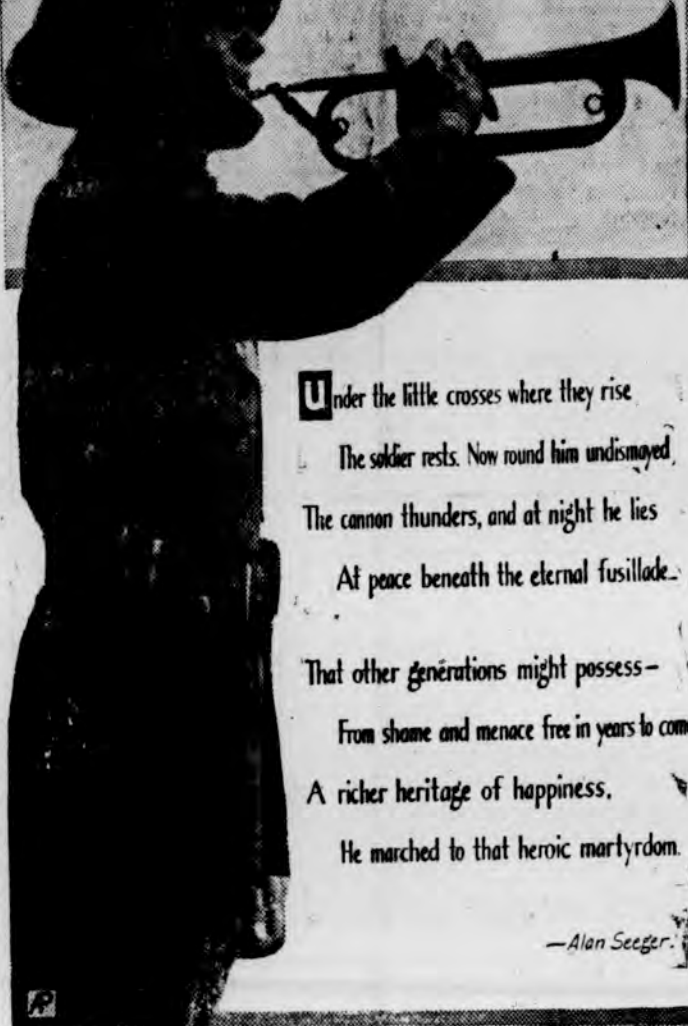 Under the little crosses where they rise
The soldier rests. Now round him undismayed
The cannon thunders, and at night he lies
At peace beneath the eternal fusillade—
That other generations might possess—
From shame and menace free in years to come
A richer heritage of happiness,
He marched to that heroic martyrdom.
—Alan Seeger.
AP